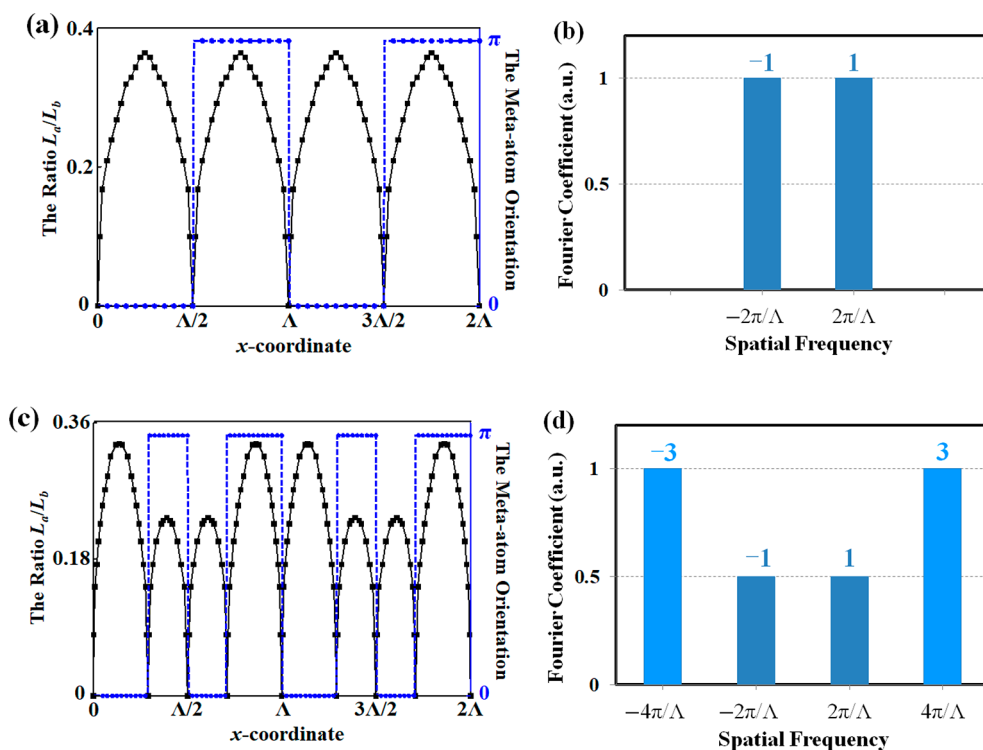 (a)
The Ratio La/Lb
0.4
0.2
0
0
Λ/2
Λ
3Λ/2
2Λ
x-coordinate
π
0
The Meta-atom Orientation
(b)
Fourier Coefficient (a.u.)
1
0.5
0
−1
1
−2π/Λ
2π/Λ
Spatial Frequency
(c)
The Ratio La/Lb
0.36
0.18
0
0
Λ/2
Λ
3Λ/2
2Λ
x-coordinate
π
0
The Meta-atom Orientation
(d)
Fourier Coefficient (a.u.)
1
0.5
0
−3
−1
1
3
−4π/Λ
−2π/Λ
2π/Λ
4π/Λ
Spatial Frequency